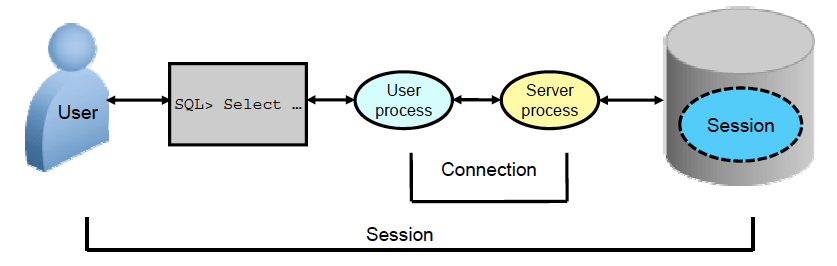 User
SQL> Select …
User
process
Server
process
Session
Connection
Session